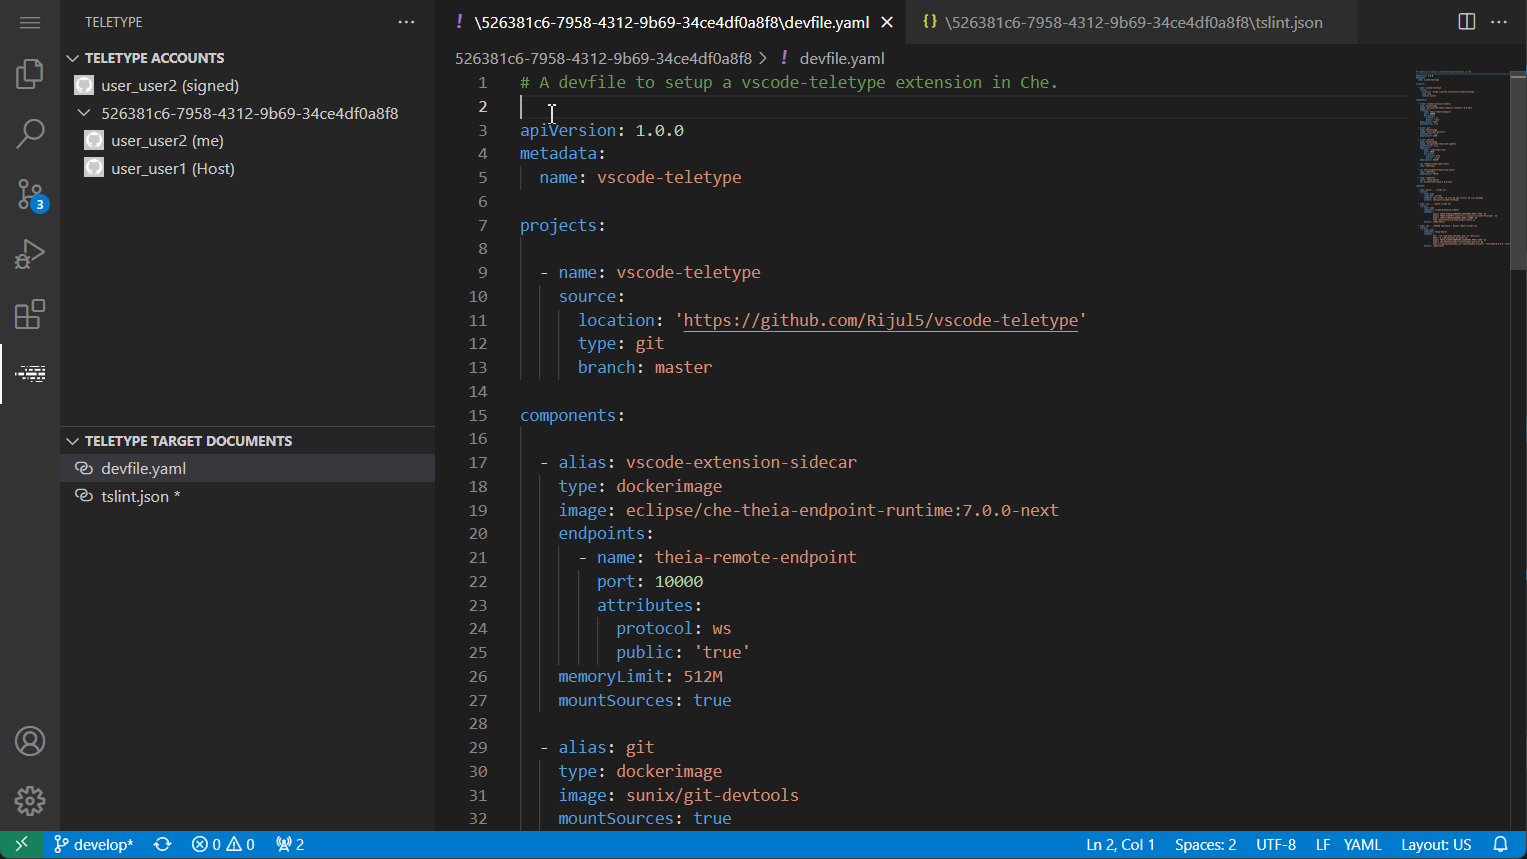 TELETYPE
TELETYPE ACCOUNTS
user_user2 (signed)
526381c6-7958-4312-9b69-34ce4df0a8f8
user_user2 (me)
user_user1 (Host)
3
TELETYPE TARGET DOCUMENTS
devfile.yaml
tslint.json *
! \526381c6-7958-4312-9b69-34ce4df0a8f8\devfile.yaml
{} \526381c6-7958-4312-9b69-34ce4df0a8f8\tslint.json
526381c6-7958-4312-9b69-34ce4df0a8f8 > ! devfile.yaml
1 # A devfile to setup a vscode-teletype extension in Che.
2
3 apiVersion: 1.0.0
4 metadata:
5   name: vscode-teletype
6
7 projects:
8
9   - name: vscode-teletype
10     source:
11       location: 'https://github.com/Rijul5/vscode-teletype'
12       type: git
13       branch: master
14
15 components:
16
17   - alias: vscode-extension-sidecar
18     type: dockerimage
19     image: eclipse/che-theia-endpoint-runtime:7.0.0-next
20     endpoints:
21       - name: theia-remote-endpoint
22         port: 10000
23         attributes:
24           protocol: ws
25           public: 'true'
26     memoryLimit: 512M
27     mountSources: true
28
29   - alias: git
30     type: dockerimage
31     image: sunix/git-devtools
32     mountSources: true
develop* 0 0 2 Ln 2, Col 1 Spaces: 2 UTF-8 LF YAML Layout: US